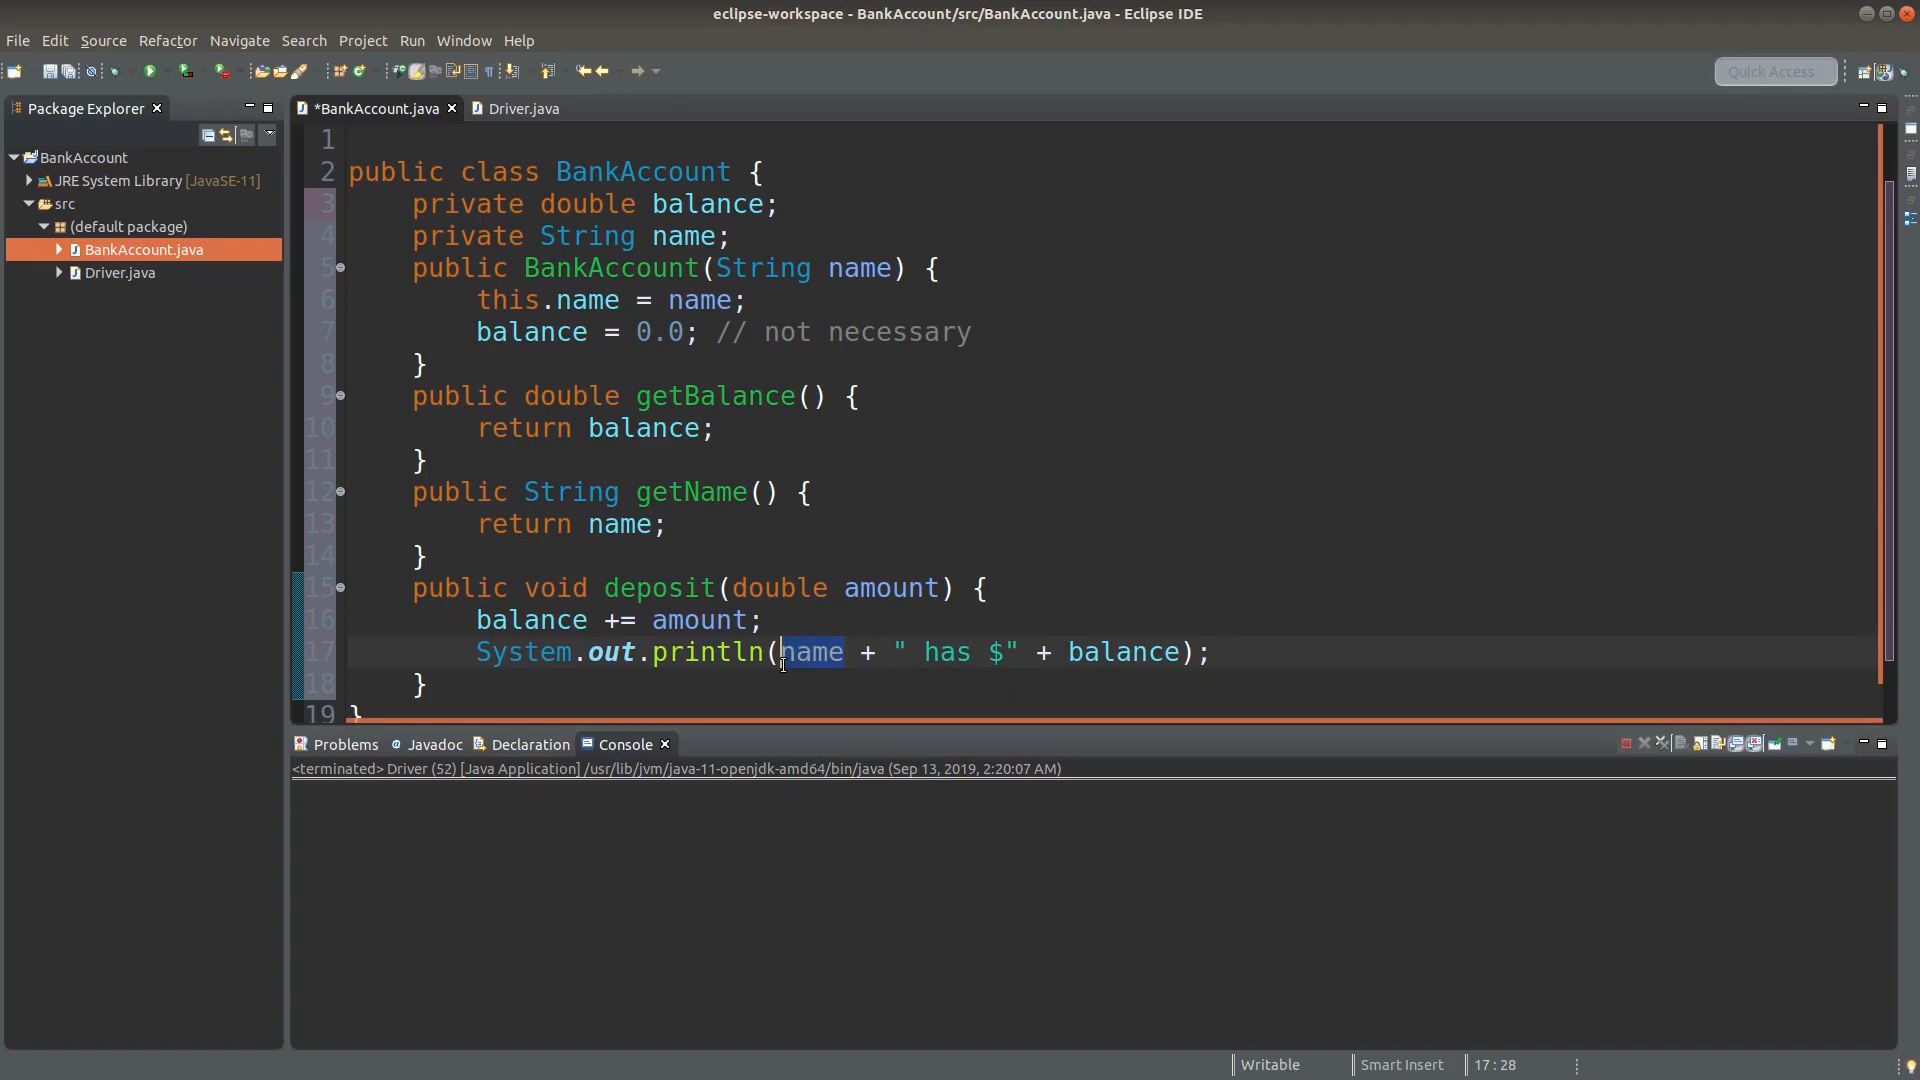 eclipse-workspace - BankAccount/src/BankAccount.java - Eclipse IDE
File Edit Source Refactor Navigate Search Project Run Window Help
Quick Access
Package Explorer
*BankAccount.java Driver.java
BankAccount
JRE System Library [JavaSE-11]
src
(default package)
BankAccount.java
Driver.java
1
2 public class BankAccount {
3 private double balance;
4 private String name;
5 public BankAccount(String name) {
6 this.name = name;
7 balance = 0.0; // not necessary
8 }
9 public double getBalance() {
10 return balance;
11 }
12 public String getName() {
13 return name;
14 }
15 public void deposit(double amount) {
16 balance += amount;
17 System.out.println(name + " has $" + balance);
18 }
19 }
Problems Javadoc Declaration Console
<terminated> Driver (52) [Java Application] /usr/lib/jvm/java-11-openjdk-amd64/bin/java (Sep 13, 2019, 2:20:07 AM)
Writable Smart Insert 17 : 28